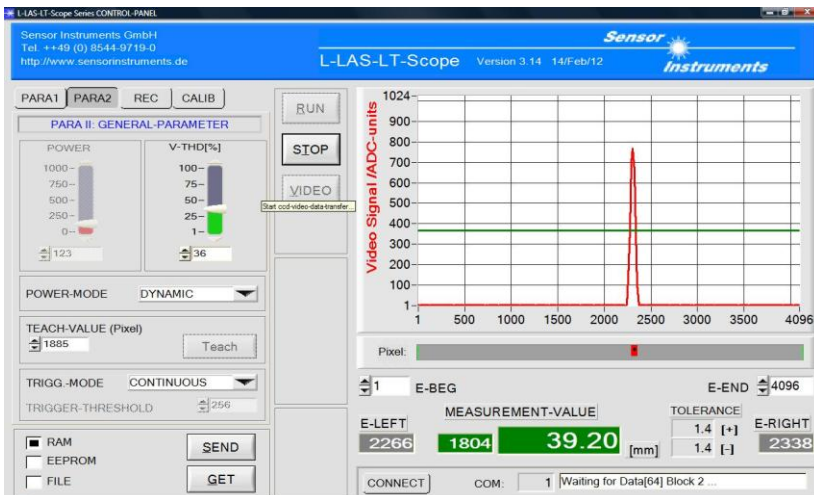 L-LAS-LT-Scope Series CONTROL-PANEL
Sensor Instruments GmbH
Tel. ++49 (0) 8544-9719-0
http://www.sensorinstruments.de
L-LAS-LT-Scope Version 3.14 14/Feb/12
Sensor
Instruments
PARA1 PARA2 REC CALIB
PARA II: GENERAL-PARAMETER
POWER V-THD[%]
1000 100
750 75
500 50
250 25
0 1
123 36
POWER-MODE DYNAMIC
TEACH-VALUE (Pixel)
1885 Teach
TRIGG.-MODE CONTINUOUS
TRIGGER-THRESHOLD 256
RAM
EEPROM
FILE
SEND
GET
RUN
STOP
VIDEO
Start ccd-video-data-transfer...
Video Signal /ADC-units
1024
900
800
700
600
500
400
300
200
100
1
1 500 1000 1500 2000 2500 3000 3500 4096
Pixel:
1 E-BEG E-END 4096
E-LEFT MEASUREMENT-VALUE TOLERANCE E-RIGHT
2266 1804 39.20 [mm] 1.4 [+] 2338
1.4 [-]
CONNECT COM: 1 Waiting for Data[64] Block 2 ...